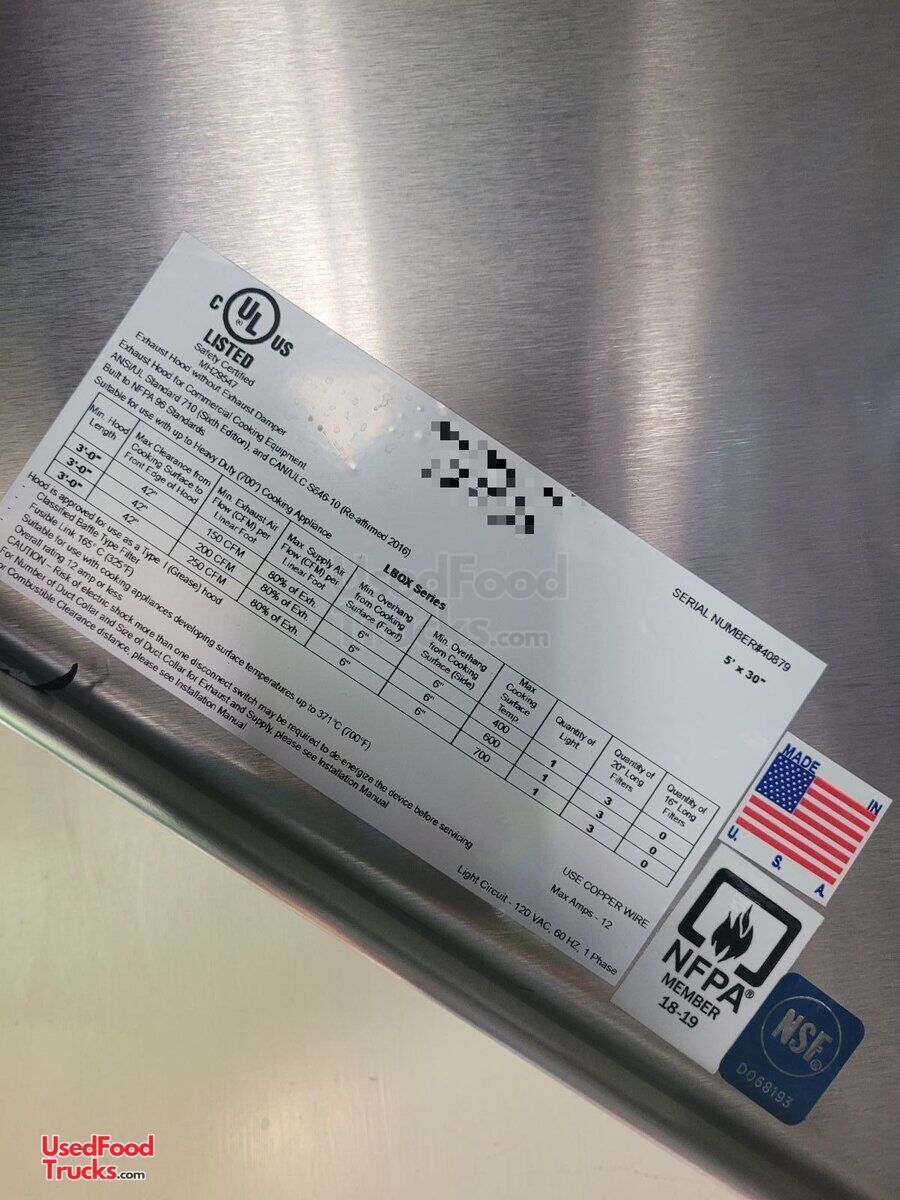 C UL US
®
LISTED
Safety Certified
MH29547
Exhaust Hood without Exhaust Damper
Exhaust Hood for Commercial Cooking Equipment
ANSI/UL Standard 710 (Sixth Edition), and CAN/ULC S646-10 (Re-affirmed 2016)
Built to NFPA 96 Standards
Suitable for use with up to Heavy Duty (700°) Cooking Appliance
LBOX Series
SERIAL NUMBER#40879
5' x 30"
Min. Hood Length | Max Clearance from Cooking Surface to Front Edge of Hood | Min. Exhaust Air Flow (CFM) per Linear Foot | Max. Supply Air Flow (CFM) per Linear Foot | Min. Overhang from Cooking Surface (Front) | Min. Overhang from Cooking Surface (Side) | Max Cooking Surface Temp | Quantity of Light | Quantity of 20" Long Filters | Quantity of 16" Long Filters
3'-0" | 42" | 150 CFM | 80% of Exh. | 6" | 6" | 400 | 1 | 3 | 0
3'-0" | 42" | 200 CFM | 80% of Exh. | 6" | 6" | 600 | 1 | 3 | 0
3'-0" | 42" | 250 CFM | 80% of Exh. | 6" | 6" | 700 | 1 | 3 | 0
Hood is approved for use as a Type I (Grease) hood
Classified Baffle Type Filter
Fusible Link 165° C (325°F)
Suitable for use with cooking appliances developing surface temperatures up to 371°C (700°F)
Overall rating 12 amp or less
CAUTION - Risk of electric shock more than one disconnect switch may be required to de-energize the device before servicing
For Number of Duct Collar and Size of Duct Collar for Exhaust and Supply, please see Installation Manual
or Combustible Clearance distance, please see Installation Manual
USE COPPER WIRE
Max Amps - 12
Light Circuit - 120 VAC, 60 HZ, 1 Phase
MADE IN
U. S. A.
NFPA®
MEMBER
18-19
NSF®
D068193
UsedFood
Trucks.com
UsedFood
Trucks.com